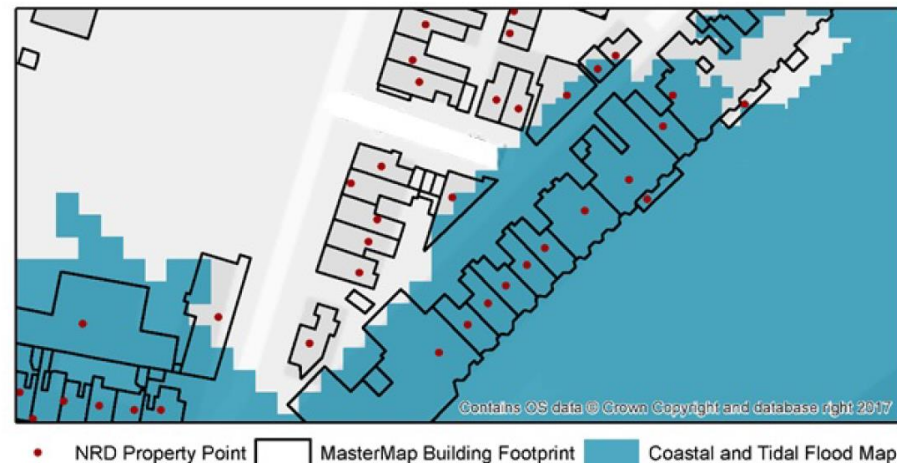 Contains OS data © Crown Copyright and database right 2017
NRD Property Point MasterMap Building Footprint Coastal and Tidal Flood Map